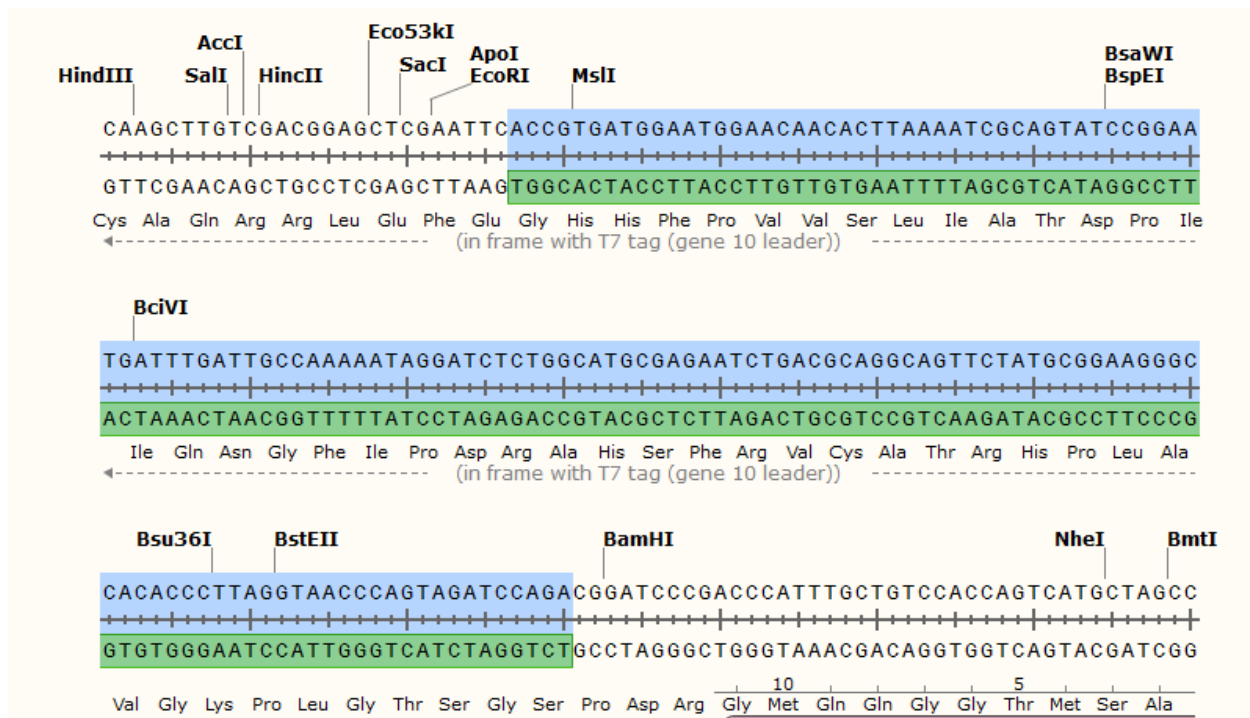 Eco53kI
AccI SacI ApoI BsaWI
HindIII SalI HincII EcoRI MslI BspEI
CAAGCTTGTCGACGGAGCTCGAATTCACCGTGATGGAATGGAACAACACTTAAAATCGCAGTATCCGGAA
GTTCGAACAGCTGCCTCGAGCTTAAGTGGCACTACCTTACCTTGTTGTGAATTTTAGCGTCATAGGCCTT
Cys Ala Gln Arg Arg Leu Glu Phe Glu Gly His His Phe Pro Val Val Ser Leu Ile Ala Thr Asp Pro Ile
(in frame with T7 tag (gene 10 leader))
BciVI
TGATTTGATTGCCAAAAATAGGATCTCTGGCATGCGAGAATCTGACGCAGGCAGTTCTATGCGGAAGGGC
ACTAAACTAACGGTTTTTATCCTAGAGACCGTACGCTCTTAGACTGCGTCCGTCAAGATACGCCTTCCCG
Ile Gln Asn Gly Phe Ile Pro Asp Arg Ala His Ser Phe Arg Val Cys Ala Thr Arg His Pro Leu Ala
(in frame with T7 tag (gene 10 leader))
Bsu36I BstEII BamHI NheI BmtI
CACACCCTTAGGTAACCCAGTAGATCCAGACGGATCCCGACCCATTTGCTGTCCACCAGTCATGCTAGCC
GTGTGGGAATCCATTGGGTCATCTAGGTCTGCCTAGGGCTGGGTAAACGACAGGTGGTCAGTACGATCGG
10 5
Val Gly Lys Pro Leu Gly Thr Ser Gly Ser Pro Asp Arg Gly Met Gln Gln Gly Gly Thr Met Ser Ala